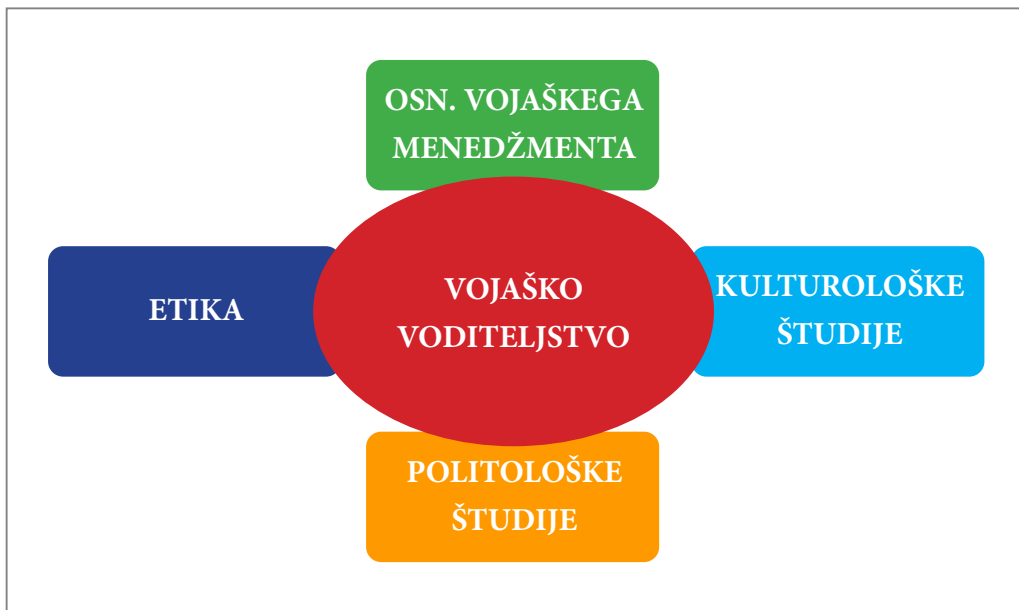 OSN. VOJAŠKEGA
MENEDŽMENTA
ETIKA
VOJAŠKO
VODITELJSTVO
KULTUROLOŠKE
ŠTUDIJE
POLITOLOŠKE
ŠTUDIJE